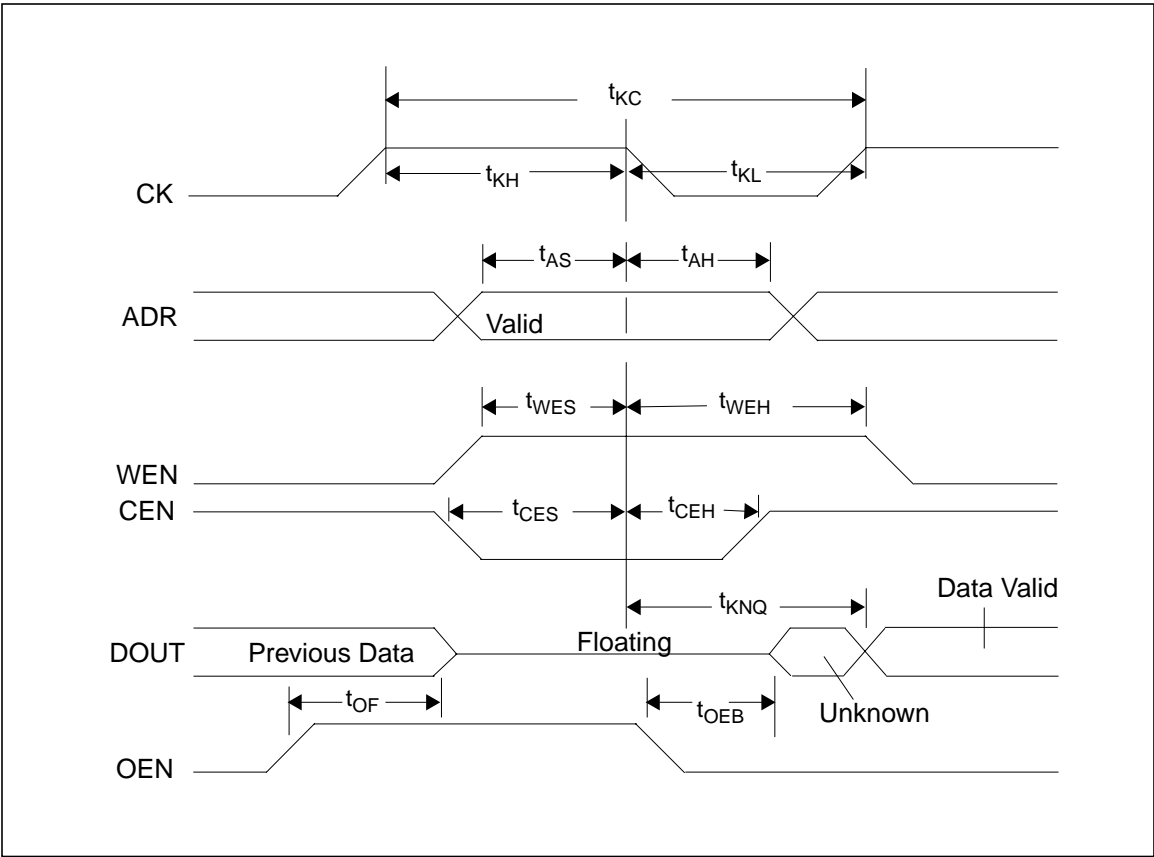 tKC
tKH
tKL
CK
tAS
tAH
ADR
Valid
tWES
tWEH
WEN
CEN
tCES
tCEH
tKNQ
Data Valid
DOUT
Previous Data
Floating
tOF
tOEB
Unknown
OEN